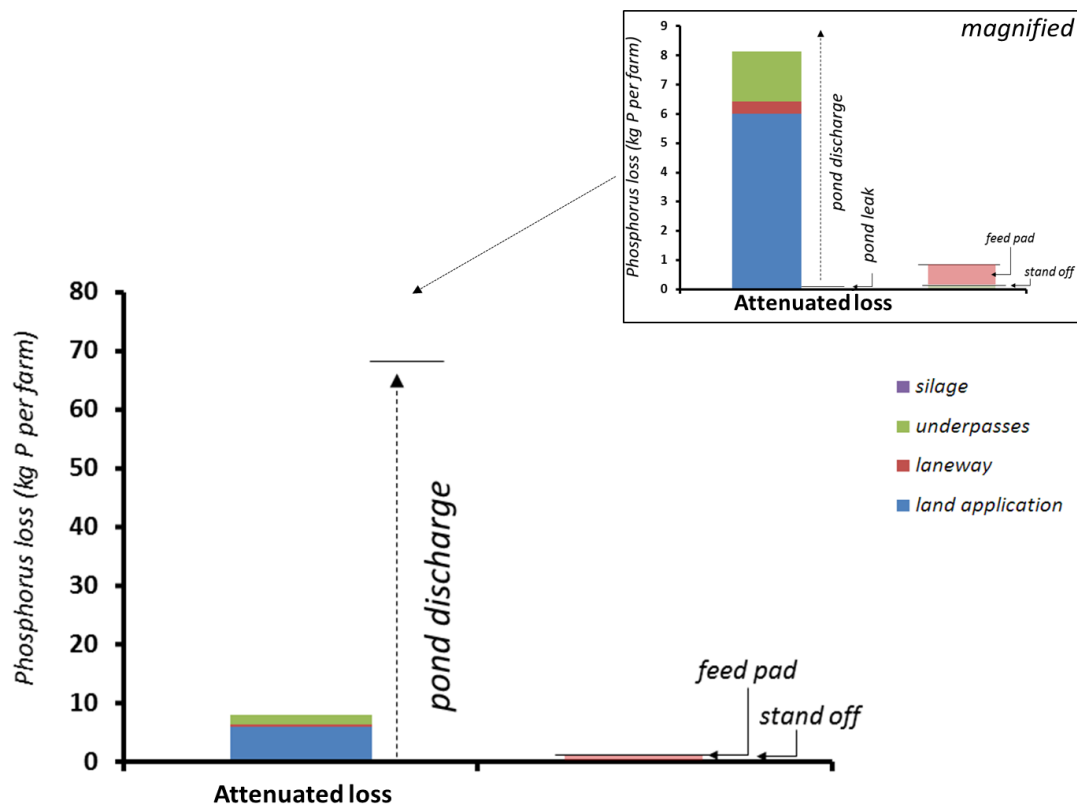 magnified
Phosphorus loss (kg P per farm)
9
8
7
6
5
4
3
2
1
0
pond discharge
pond leak
feed pad
stand off
Attenuated loss
Phosphorus loss (kg P per farm)
80
70
60
50
40
30
20
10
0
pond discharge
feed pad
stand off
Attenuated loss
silage
underpasses
laneway
land application